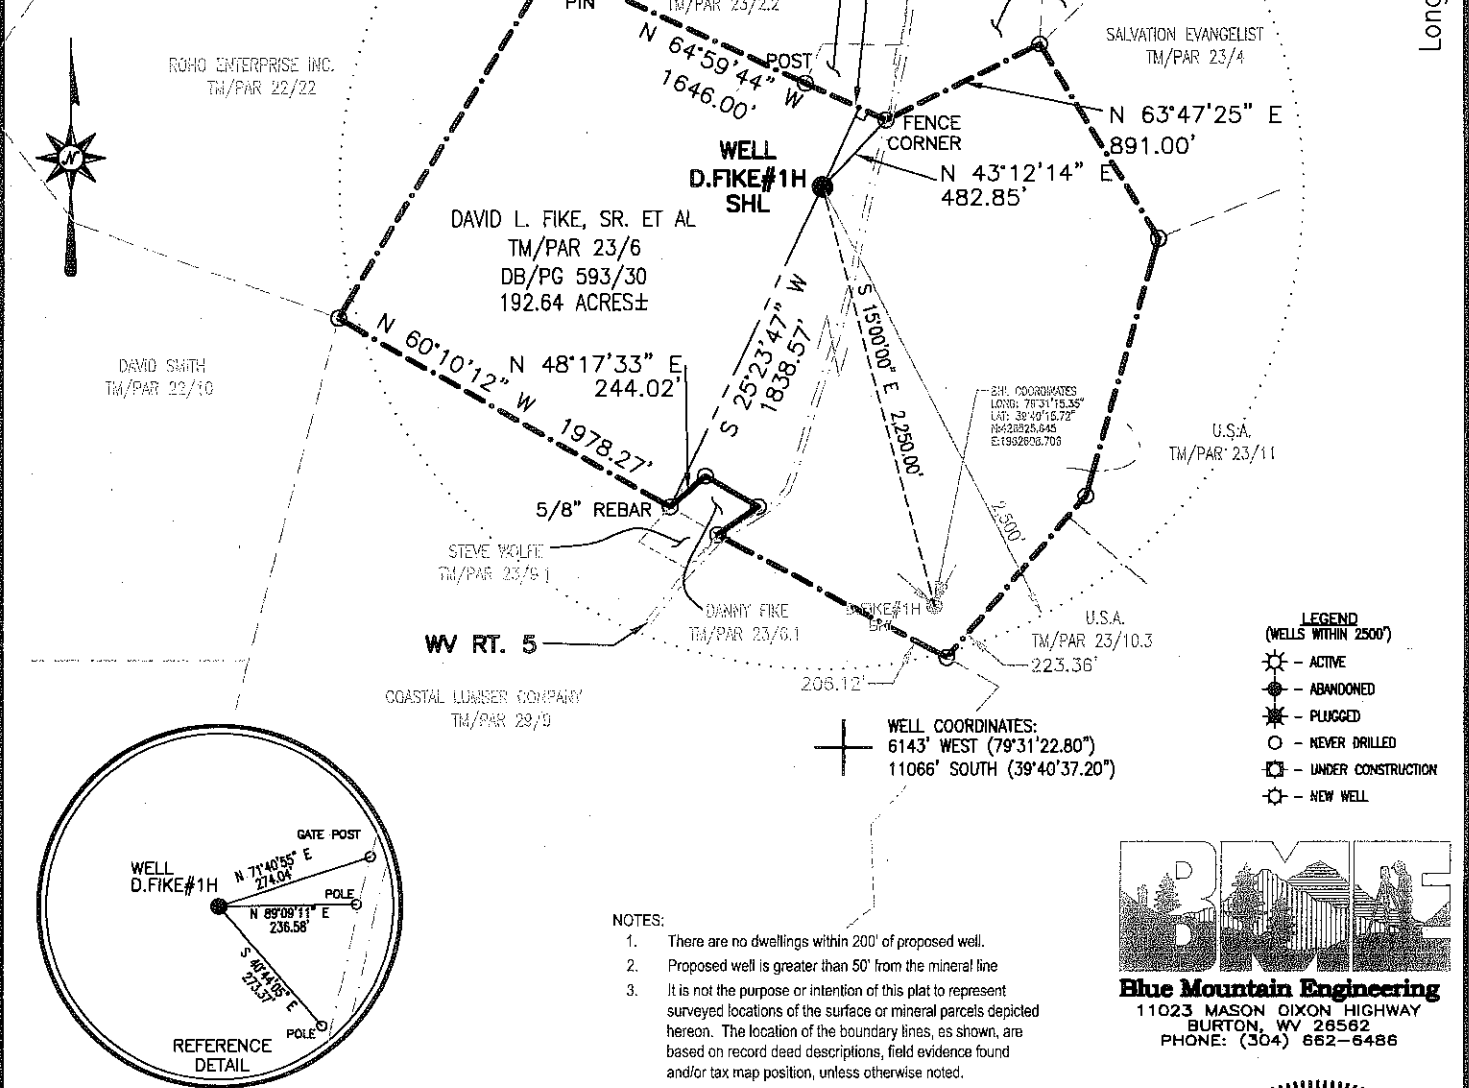 PIN
TM/PAR 23/2.2
Long
ROHO ENTERPRISE INC.
TM/PAR 22/22
N 64°59'44" W
1646.00'
POST
SALVATION EVANGELIST
TM/PAR 23/4
N 63°47'25" E
891.00'
FENCE
CORNER
WELL
D.FIKE#1H
SHL
N 43°12'14" E
482.85'
DAVID L. FIKE, SR. ET AL
TM/PAR 23/6
DB/PG 593/30
192.64 ACRES±
N
DAVID SMITH
TM/PAR 22/10
N 60°10'12" W
1978.27'
N 48°17'33" E
244.02'
S 25°23'47" W
1838.57'
S 15°00'00" E 2,250.00'
COORDINATES
2,500'
U.S.A.
TM/PAR 23/11
5/8" REBAR
STEVE WOLFE
TM/PAR 23/9.1
DANNY FIKE
TM/PAR 23/6.1
D.FIKE#1H
BHL
WV RT. 5
U.S.A.
TM/PAR 23/10.3
223.36'
206.12'
COASTAL LUMBER COMPANY
TM/PAR 29/9
WELL COORDINATES:
6143' WEST (79°31'22.80")
11066' SOUTH (39°40'37.20")
LEGEND
(WELLS WITHIN 2500')
- ACTIVE
- ABANDONED
- PLUGGED
- NEVER DRILLED
- UNDER CONSTRUCTION
- NEW WELL
GATE POST
WELL
D.FIKE#1H
N 71°40'55" E
274.04'
POLE
N 89°09'11" E
236.58'
S 40°44'05" E
273.37'
POLE
REFERENCE
DETAIL
NOTES:
1. There are no dwellings within 200' of proposed well.
2. Proposed well is greater than 50' from the mineral line
3. It is not the purpose or intention of this plat to represent
surveyed locations of the surface or mineral parcels depicted
hereon. The location of the boundary lines, as shown, are
based on record deed descriptions, field evidence found
and/or tax map position, unless otherwise noted.
BME
Blue Mountain Engineering
11023 MASON DIXON HIGHWAY
BURTON, WV 26562
PHONE: (304) 662-6486